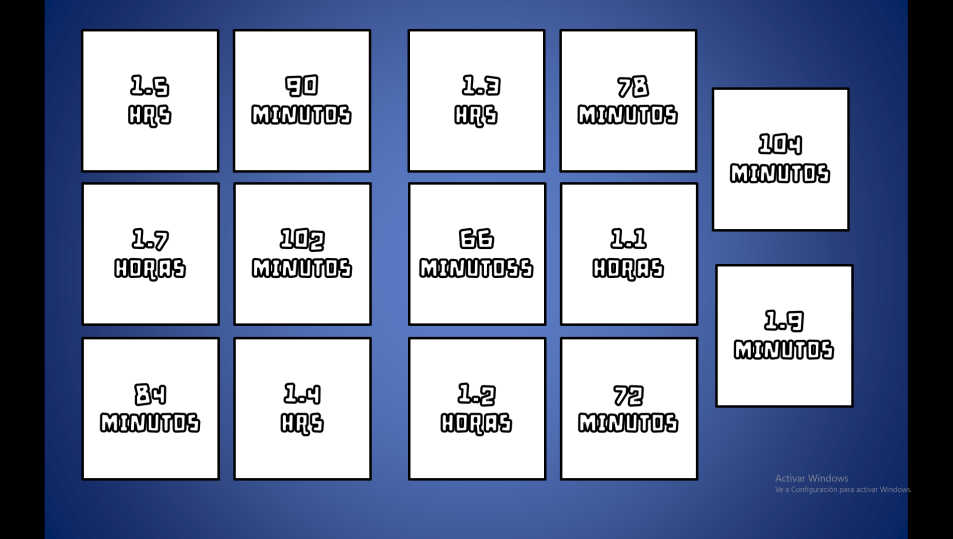 1.5
HRS
90
MINUTOS
1.3
HRS
78
MINUTOS
104
MINUTOS
1.7
HORAS
102
MINUTOS
66
MINUTOSS
1.1
HORAS
1.9
MINUTOS
84
MINUTOS
1.4
HRS
1.2
HORAS
72
MINUTOS
Activar Windows
Ve a Configuración para activar Windows.